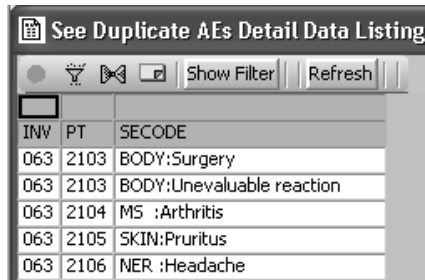 See Duplicate AEs Detail Data Listing
Show Filter Refresh
INV PT SECODE
063 2103 BODY:Surgery
063 2103 BODY:Unevaluable reaction
063 2104 MS :Arthritis
063 2105 SKIN:Pruritus
063 2106 NER :Headache